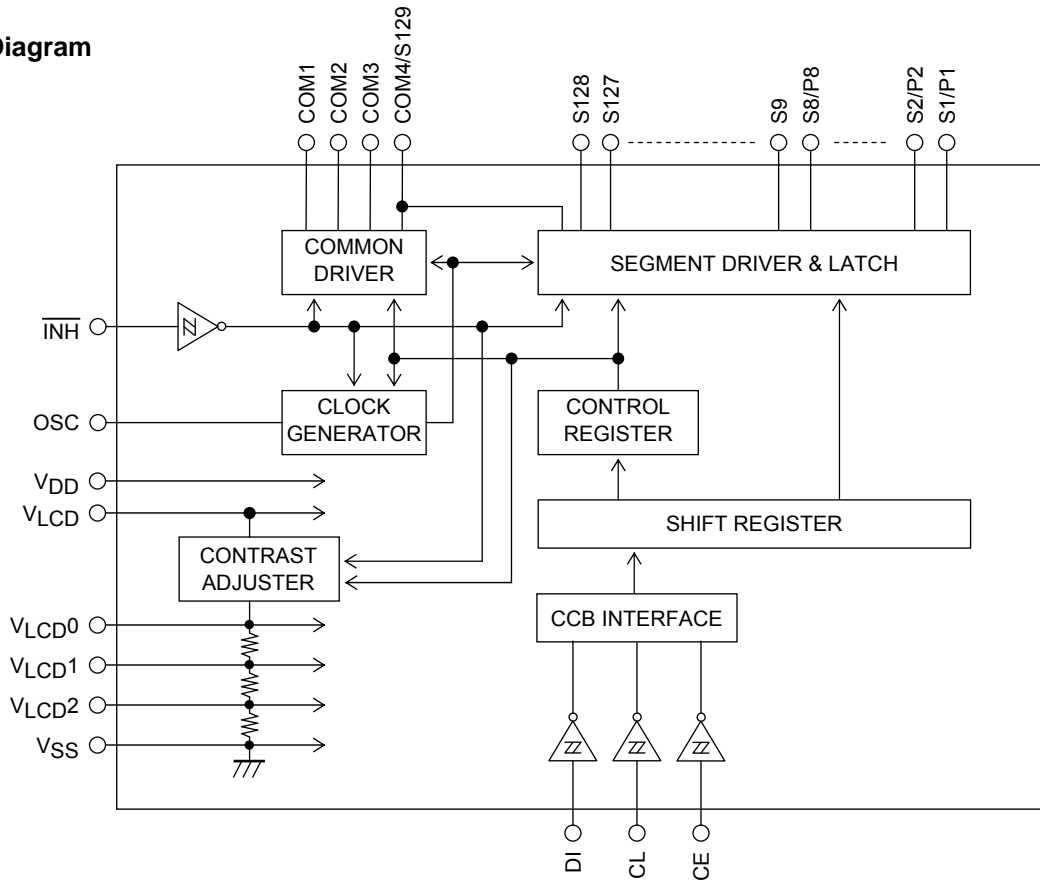 Diagram
COM1
COM2
COM3
COM4/S129
S128
S127
S9
S8/P8
S2/P2
S1/P1
COMMON
DRIVER
SEGMENT DRIVER & LATCH
INH
OSC
CLOCK
GENERATOR
CONTROL
REGISTER
VDD
VLCD
SHIFT REGISTER
CONTRAST
ADJUSTER
CCB INTERFACE
VLCD0
VLCD1
VLCD2
VSS
DI
CL
CE